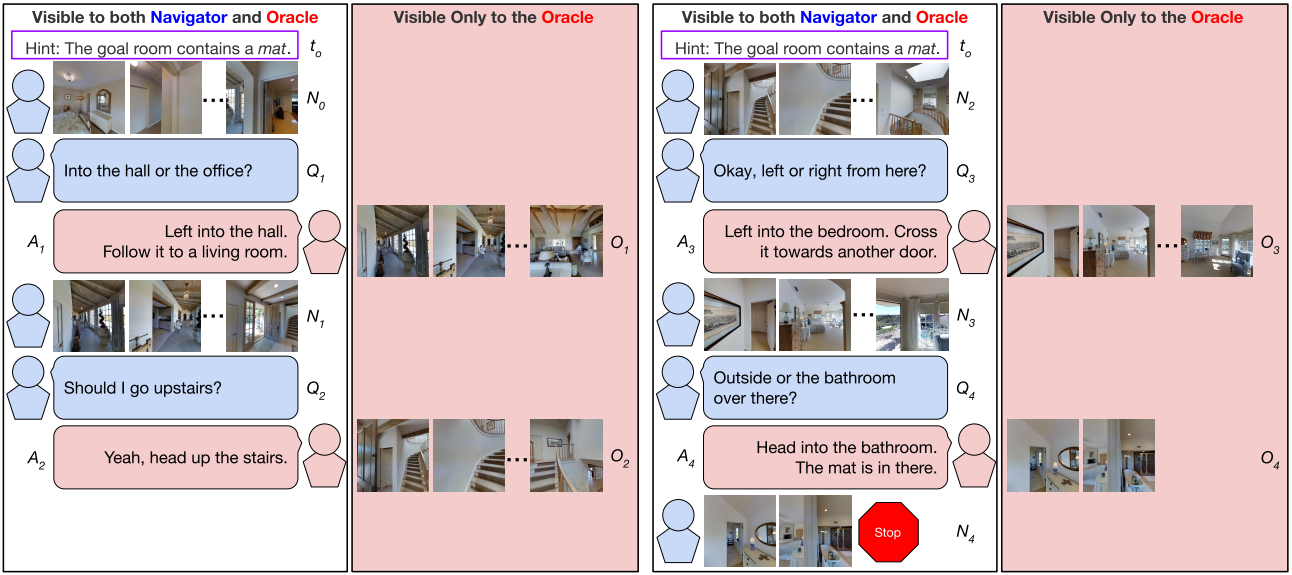 Visible to both Navigator and Oracle
Hint: The goal room contains a mat.
t_o
N_0
Into the hall or the office?
Q_1
A_1
Left into the hall.
Follow it to a living room.
N_1
Should I go upstairs?
Q_2
A_2
Yeah, head up the stairs.
Visible Only to the Oracle
O_1
O_2
Visible to both Navigator and Oracle
Hint: The goal room contains a mat.
t_o
N_2
Okay, left or right from here?
Q_3
A_3
Left into the bedroom. Cross
it towards another door.
N_3
Outside or the bathroom
over there?
Q_4
A_4
Head into the bathroom.
The mat is in there.
Stop
N_4
Visible Only to the Oracle
O_3
O_4